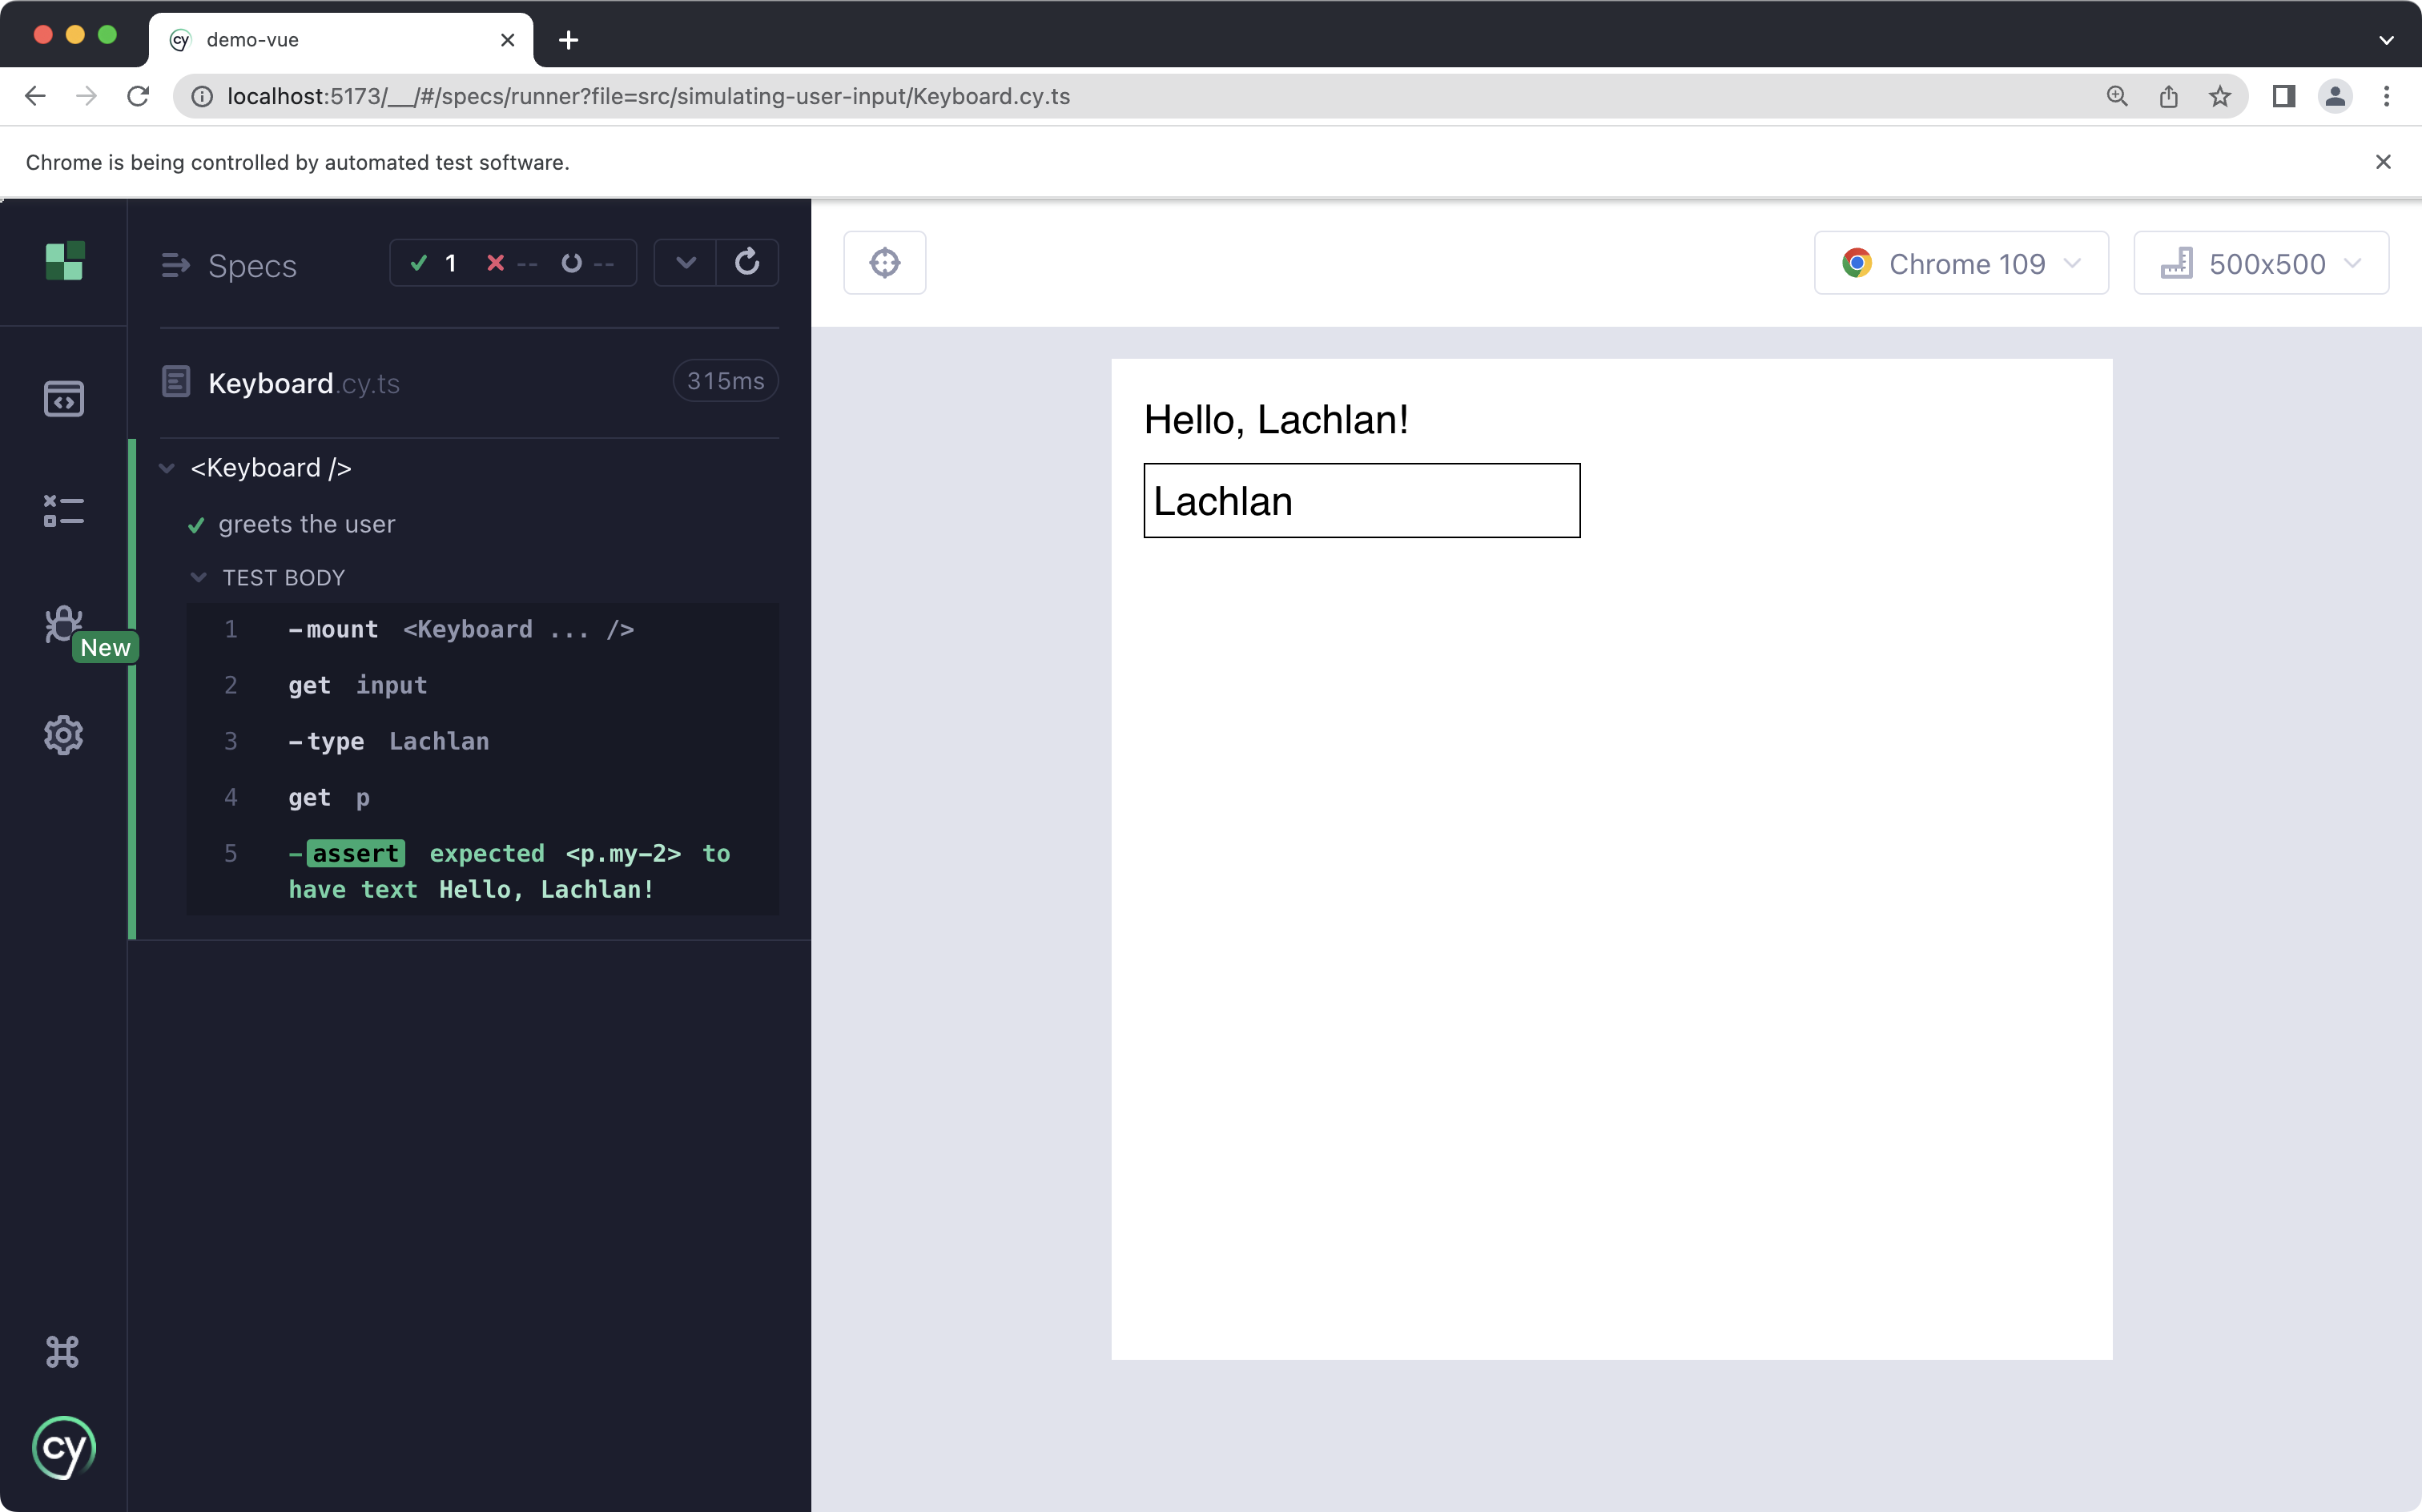 demo-vue
localhost:5173/__/#/specs/runner?file=src/simulating-user-input/Keyboard.cy.ts
Chrome is being controlled by automated test software.
Specs 1 -- --
Chrome 109 500x500
Keyboard.cy.ts 315ms
<Keyboard />
greets the user
TEST BODY
1 -mount <Keyboard ... />
2 get input
3 -type Lachlan
4 get p
5 -assert expected <p.my-2> to
have text Hello, Lachlan!
New
Hello, Lachlan!
Lachlan
cy